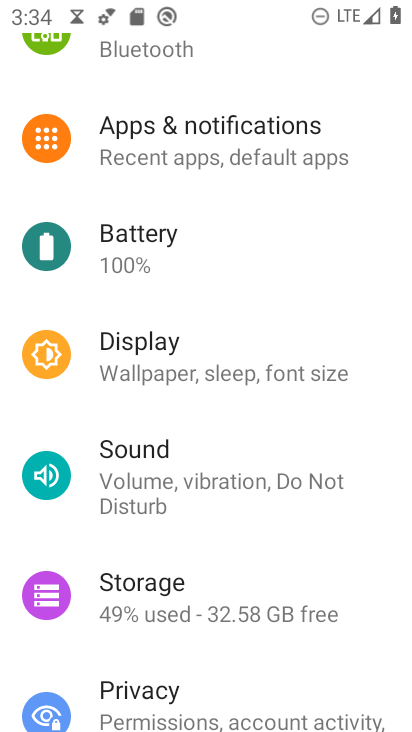 3:34
LTE
Bluetooth
Apps & notifications
Recent apps, default apps
Battery
100%
Display
Wallpaper, sleep, font size
Sound
Volume, vibration, Do Not
Disturb
Storage
49% used - 32.58 GB free
Privacy
Permissions, account activity,